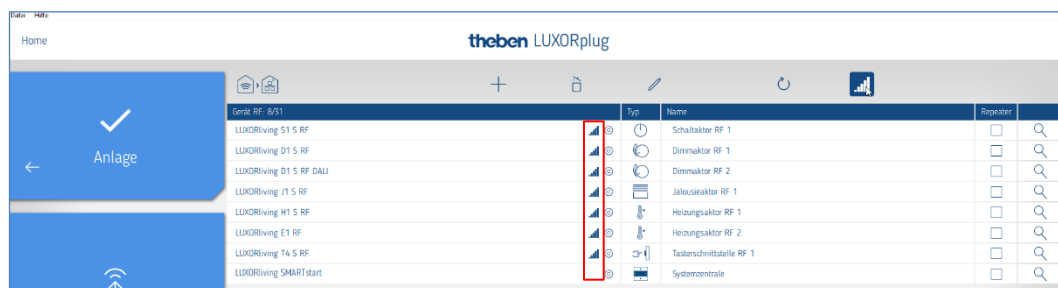 Datei Hilfe
Home
theben LUXORplug
Anlage
Gerät RF: 8/51 Typ Name Repeater
LUXORliving S1 S RF Schaltaktor RF 1
LUXORliving D1 S RF Dimmaktor RF 1
LUXORliving D1 S RF DALI Dimmaktor RF 2
LUXORliving J1 S RF Jalousieaktor RF 1
LUXORliving H1 S RF Heizungsaktor RF 1
LUXORliving E1 RF Heizungsaktor RF 2
LUXORliving T4 S RF Tasterschnittstelle RF 1
LUXORliving SMARTstart Systemzentrale